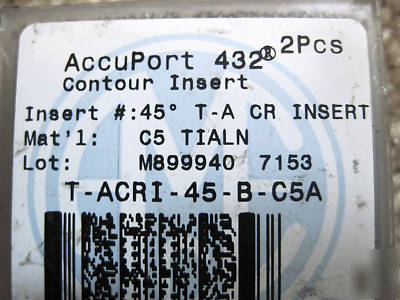 AccuPort 432® 2Pcs
Contour Insert
Insert #:45° T-A CR INSERT
Mat'l: C5 TIALN
Lot: M899940 7153
T-ACRI-45-B-C5A